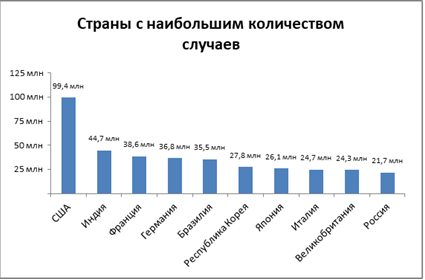 Страны с наибольшим количеством
случаев
125 млн
100 млн
75 млн
50 млн
25 млн
99,4 млн
44,7 млн
38,6 млн
36,8 млн
35,5 млн
27,8 млн
26,1 млн
24,7 млн
24,3 млн
21,7 млн
США
Индия
Франция
Германия
Бразилия
Республика Корея
Япония
Италия
Великобритания
Россия